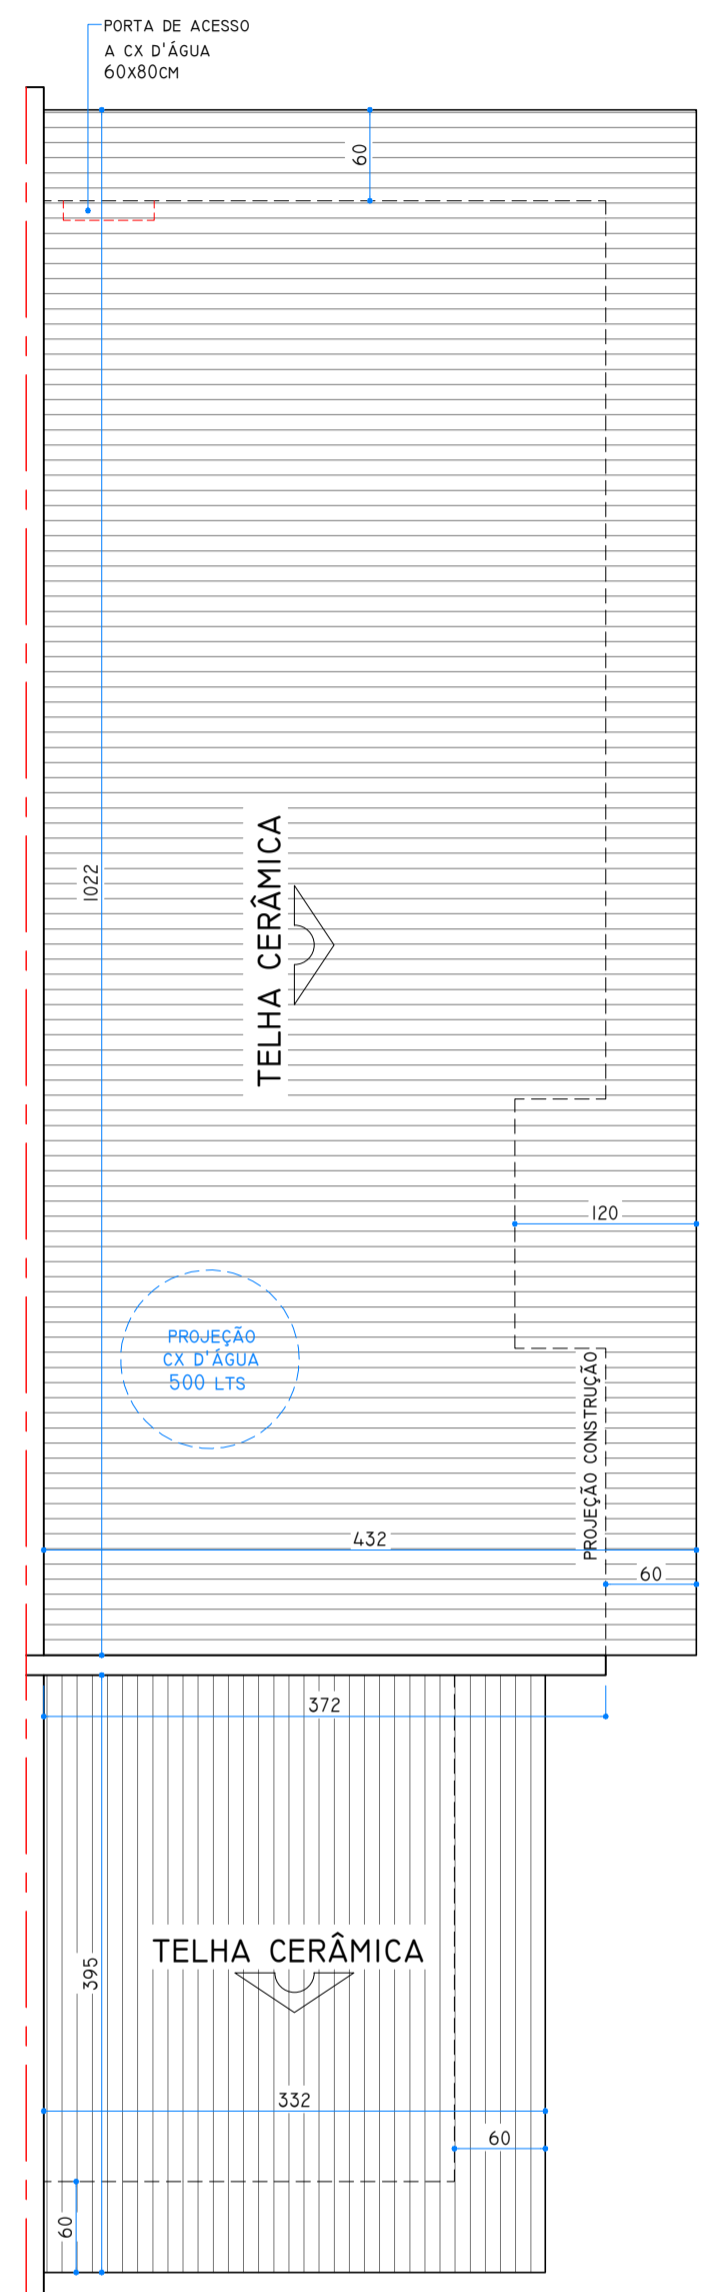 PORTA DE ACESSO
A CX D'ÁGUA
60X80CM
60
1022
TELHA CERÂMICA
120
PROJEÇÃO
CX D'ÁGUA
500 LTS
PROJEÇÃO CONSTRUÇÃO
432
60
372
395
TELHA CERÂMICA
332
60
60